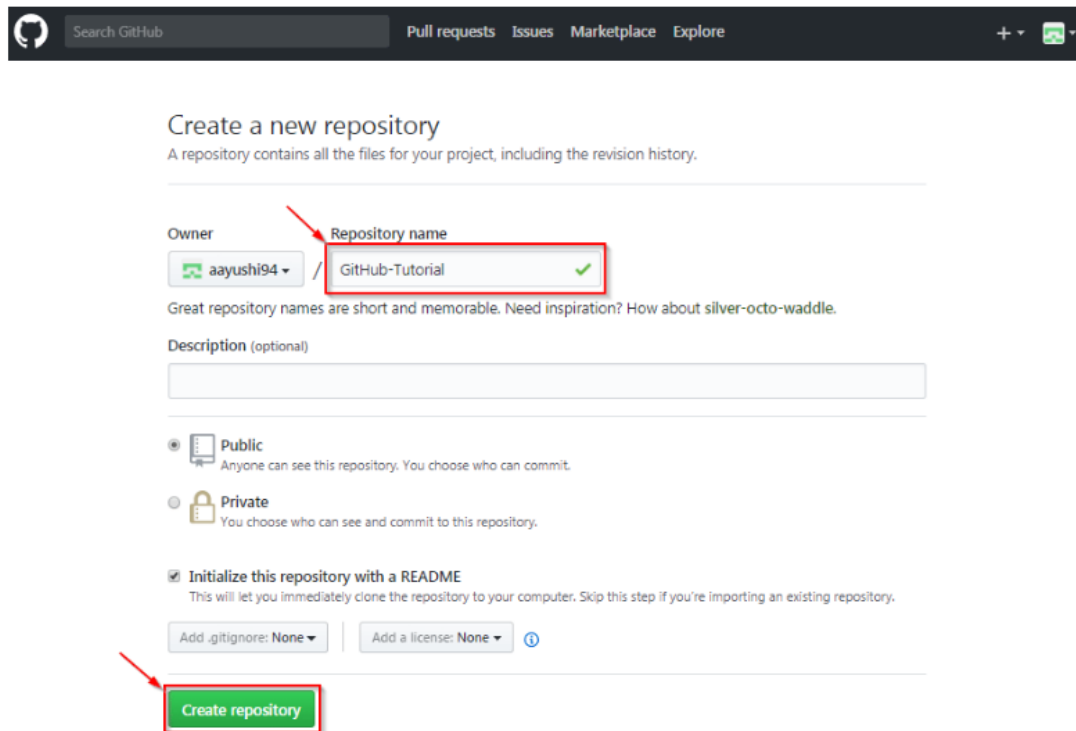 Search GitHub Pull requests Issues Marketplace Explore
Create a new repository
A repository contains all the files for your project, including the revision history.
Owner Repository name
aayushi94 / GitHub-Tutorial
Great repository names are short and memorable. Need inspiration? How about silver-octo-waddle.
Description (optional)
Public
Anyone can see this repository. You choose who can commit.
Private
You choose who can see and commit to this repository.
Initialize this repository with a README
This will let you immediately clone the repository to your computer. Skip this step if you're importing an existing repository.
Add .gitignore: None Add a license: None
Create repository